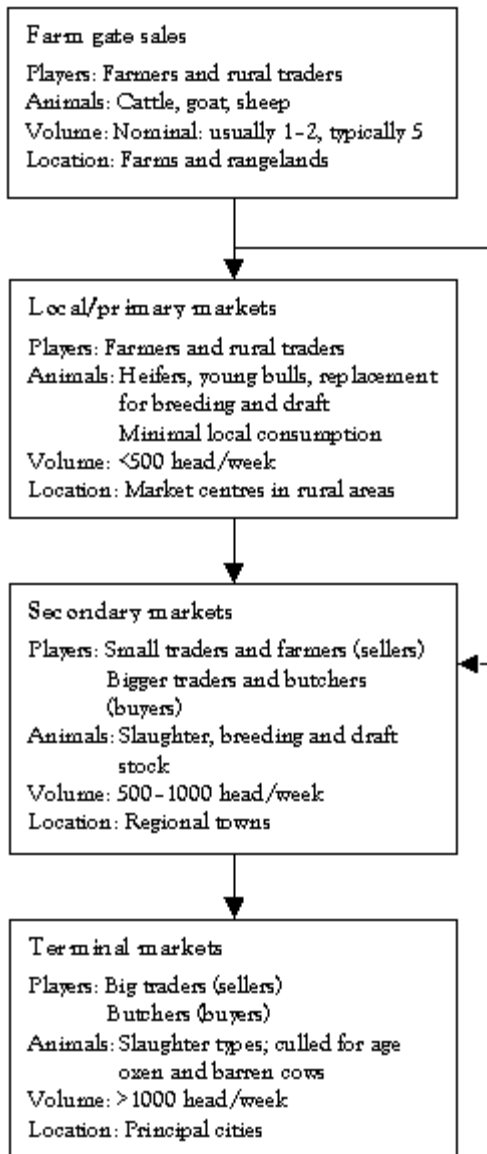 Farm gate sales
Players: Farmers and rural traders
Animals: Cattle, goat, sheep
Volume: Nominal: usually 1–2, typically 5
Location: Farms and rangelands
Local/primary markets
Players: Farmers and rural traders
Animals: Heifers, young bulls, replacement
for breeding and draft
Minimal local consumption
Volume: <500 head/week
Location: Market centres in rural areas
Secondary markets
Players: Small traders and farmers (sellers)
Bigger traders and butchers
(buyers)
Animals: Slaughter, breeding and draft
stock
Volume: 500–1000 head/week
Location: Regional towns
Terminal markets
Players: Big traders (sellers)
Butchers (buyers)
Animals: Slaughter types; culled for age
oxen and barren cows
Volume: >1000 head/week
Location: Principal cities